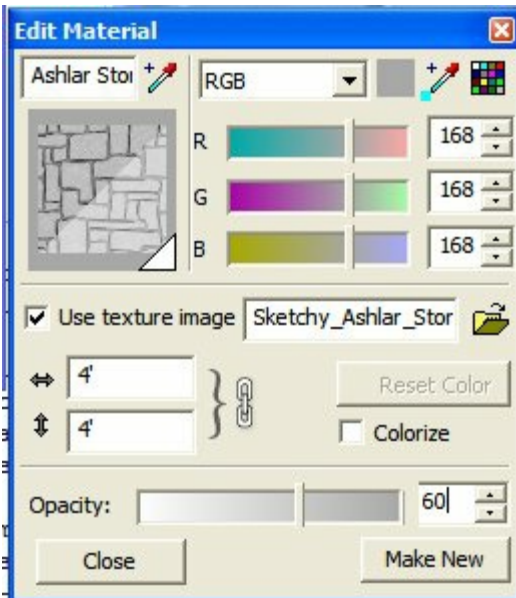 Edit Material
Ashlar Stor RGB
R 168
G 168
B 168
Use texture image Sketchy_Ashlar_Stor
4'
Reset Color
4'
Colorize
Opacity: 60
Close Make New